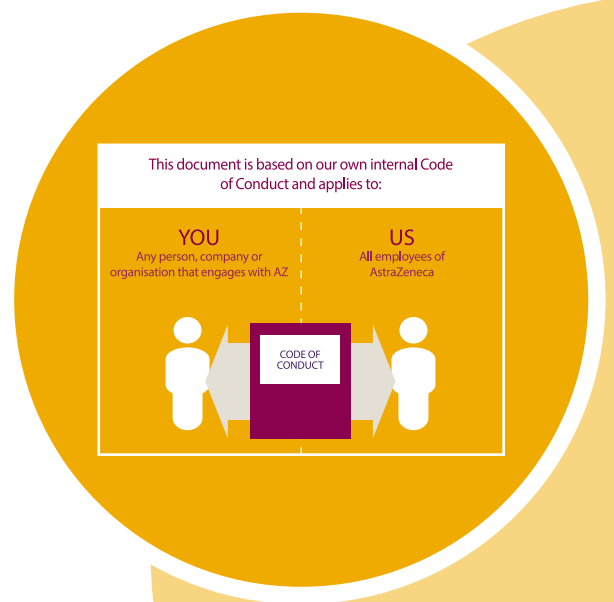 This document is based on our own internal Code
of Conduct and applies to:
YOU
Any person, company or
organisation that engages with AZ
US
All employees of
AstraZeneca
CODE OF
CONDUCT